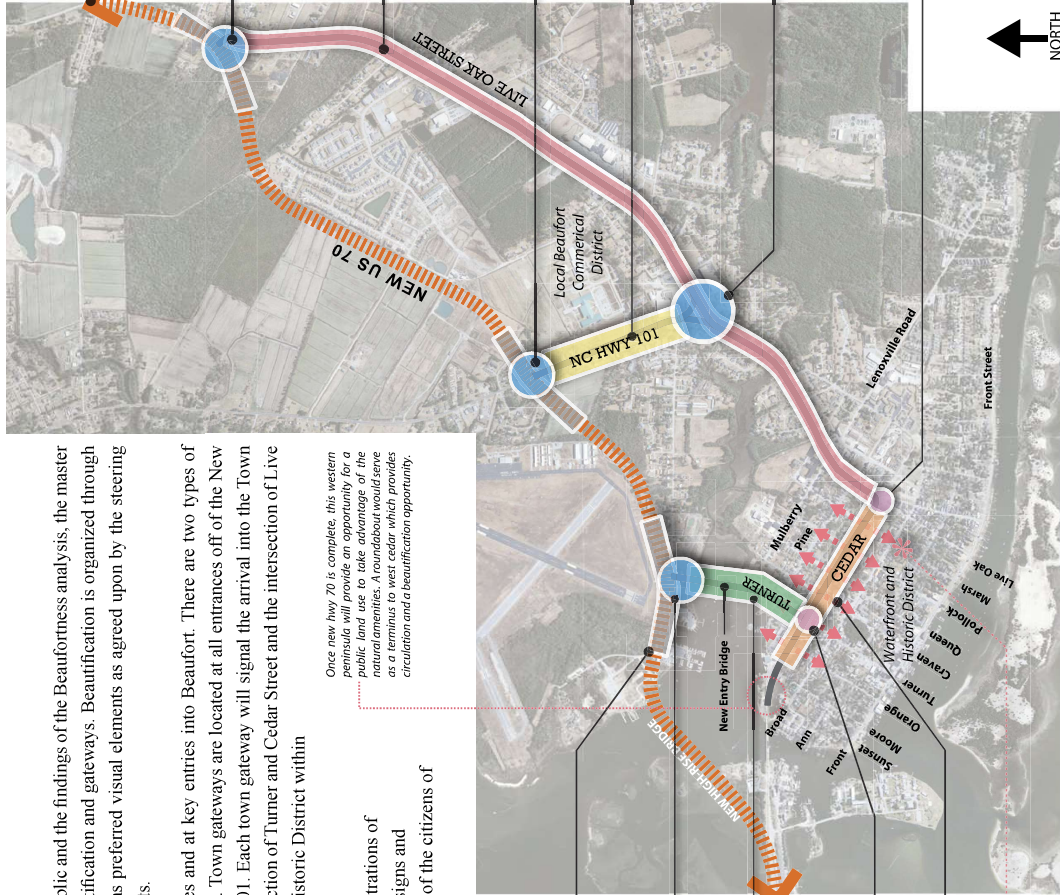 blic and the findings of the Beaufortness analysis, the master
tification and gateways. Beautification is organized through
as preferred visual elements as agreed upon by the steering
ts.
es and at key entries into Beaufort. There are two types of
. Town gateways are located at all entrances off of the New
01. Each town gateway will signal the arrival into the Town
ction of Turner and Cedar Street and the intersection of Live
istoric District within
trations of
signs and
of the citizens of
Once new hwy 70 is complete, this western
peninsula will provide an opportunity for a
public land use to take advantage of the
natural amenities. A roundabout would serve
as a terminus to west cedar which provides
circulation and a beautification opportunity.
NORTH
LIVE OAK STREET
NEW US 70
Local Beaufort
Commerical
District
NC HWY 101
Lenoxville Road
Front Street
Mulberry
Pine
CEDAR
TURNER
Waterfront and
Historic District
New Entry Bridge
NEW HIGH-RISE BRIDGE
Broad
Ann
Front
Sunset
Moore
Orange
Turner
Craven
Queen
Pollock
Marsh
Live Oak